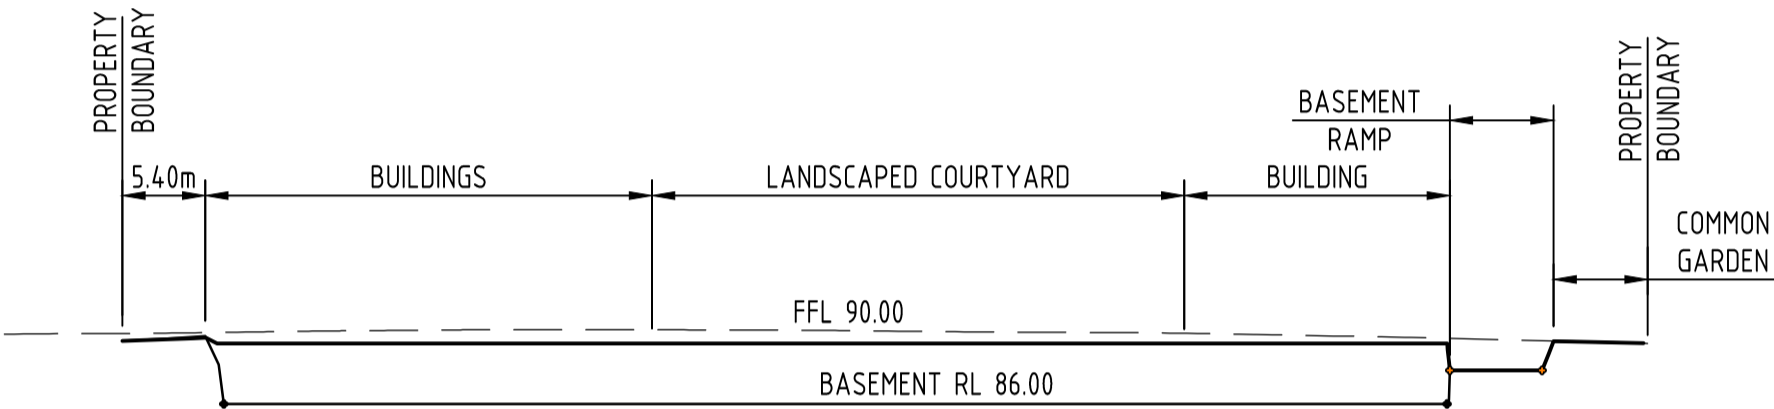 PROPERTY
BOUNDARY
5.40m
BUILDINGS
LANDSCAPED COURTYARD
BUILDING
BASEMENT
RAMP
PROPERTY
BOUNDARY
COMMON
GARDEN
FFL 90.00
BASEMENT RL 86.00